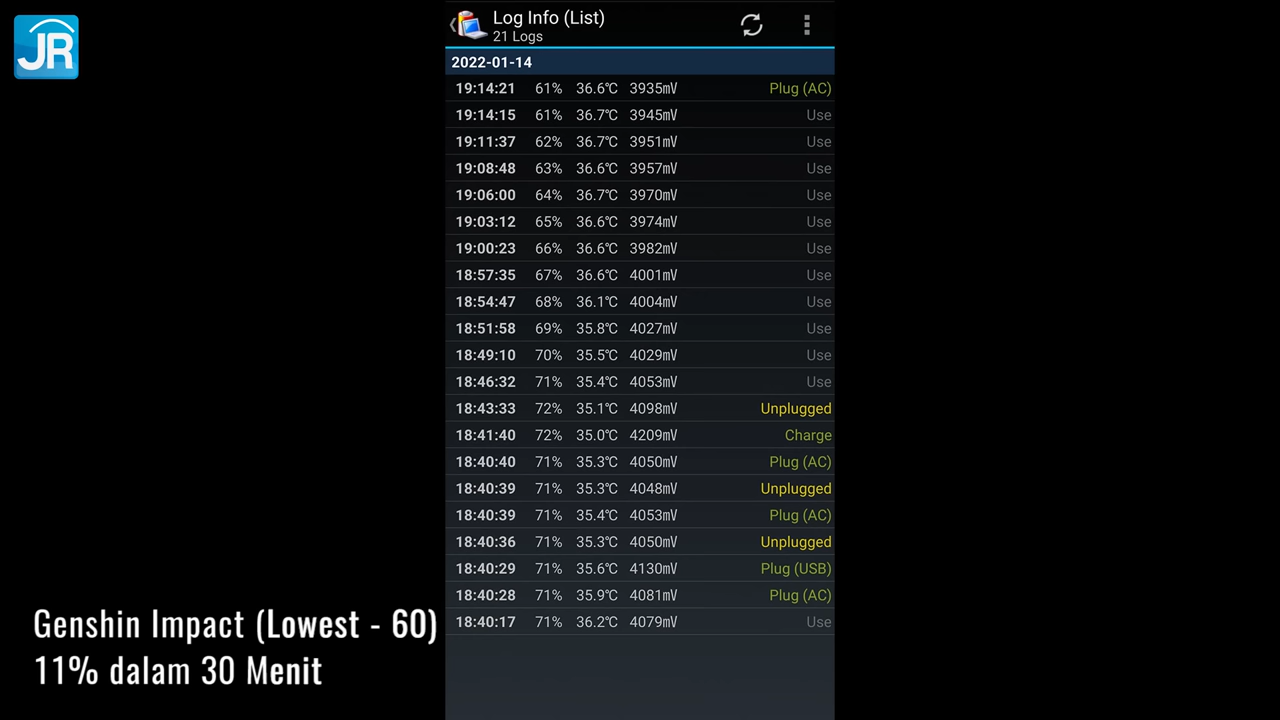 JR
Log Info (List)
21 Logs
2022-01-14
19:14:21 61% 36.6℃ 3935mV Plug (AC)
19:14:15 61% 36.7℃ 3945mV Use
19:11:37 62% 36.7℃ 3951mV Use
19:08:48 63% 36.6℃ 3957mV Use
19:06:00 64% 36.7℃ 3970mV Use
19:03:12 65% 36.6℃ 3974mV Use
19:00:23 66% 36.6℃ 3982mV Use
18:57:35 67% 36.6℃ 4001mV Use
18:54:47 68% 36.1℃ 4004mV Use
18:51:58 69% 35.8℃ 4027mV Use
18:49:10 70% 35.5℃ 4029mV Use
18:46:32 71% 35.4℃ 4053mV Use
18:43:33 72% 35.1℃ 4098mV Unplugged
18:41:40 72% 35.0℃ 4209mV Charge
18:40:40 71% 35.3℃ 4050mV Plug (AC)
18:40:39 71% 35.3℃ 4048mV Unplugged
18:40:39 71% 35.4℃ 4053mV Plug (AC)
18:40:36 71% 35.3℃ 4050mV Unplugged
18:40:29 71% 35.6℃ 4130mV Plug (USB)
18:40:28 71% 35.9℃ 4081mV Plug (AC)
18:40:17 71% 36.2℃ 4079mV Use
Genshin Impact (Lowest - 60)
11% dalam 30 Menit